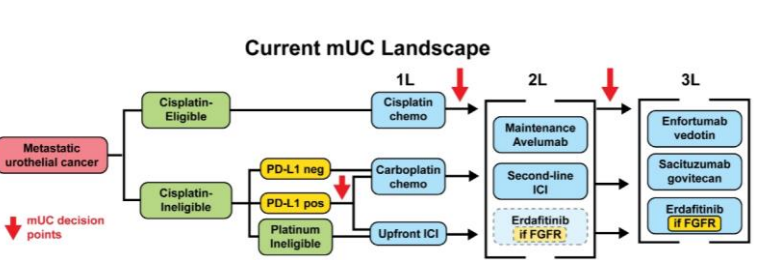 Current mUC Landscape
1L
2L
3L
Metastatic
urothelial cancer
Cisplatin-
Eligible
Cisplatin
chemo
Cisplatin-
Ineligible
PD-L1 neg
PD-L1 pos
Platinum
Ineligible
Carboplatin
chemo
Upfront ICI
Maintenance
Avelumab
Second-line
ICI
Erdafitinib
if FGFR
Enfortumab
vedotin
Sacituzumab
govitecan
Erdafitinib
if FGFR
mUC decision
points